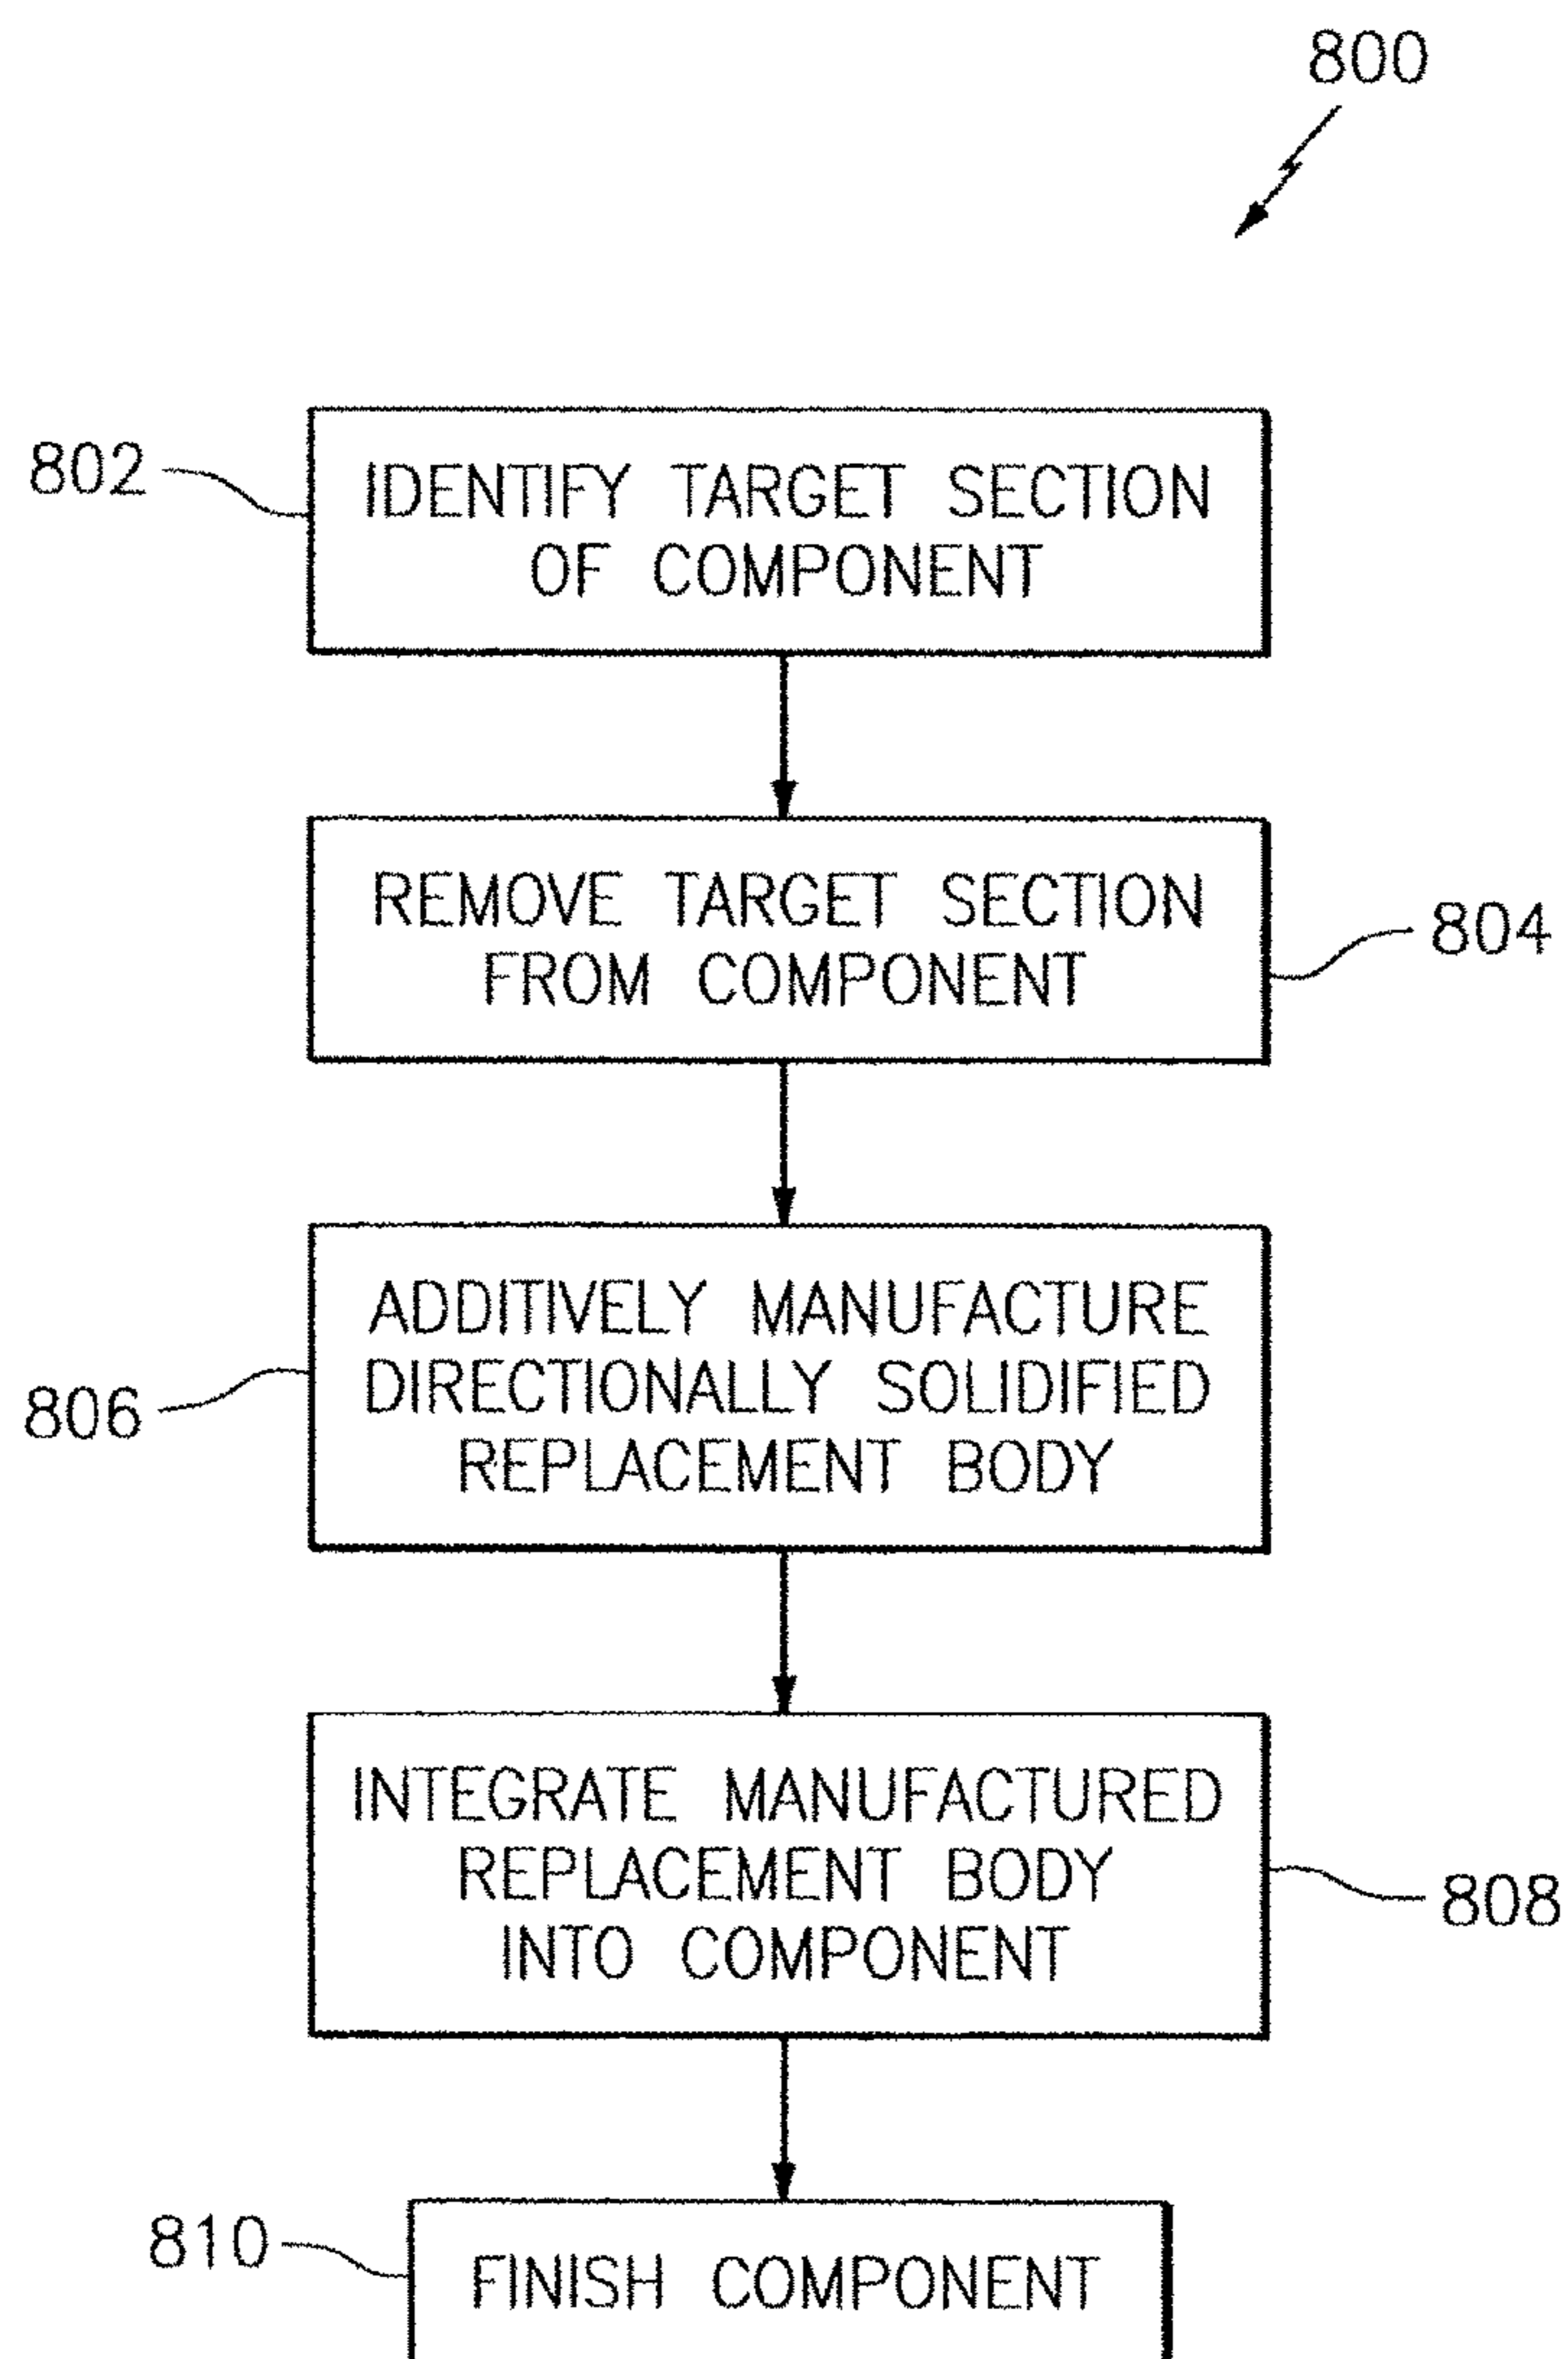 800
802
IDENTIFY TARGET SECTION
OF COMPONENT
REMOVE TARGET SECTION
FROM COMPONENT
804
ADDITIVELY MANUFACTURE
DIRECTIONALLY SOLIDIFIED
REPLACEMENT BODY
806
INTEGRATE MANUFACTURED
REPLACEMENT BODY
INTO COMPONENT
808
810
FINISH COMPONENT